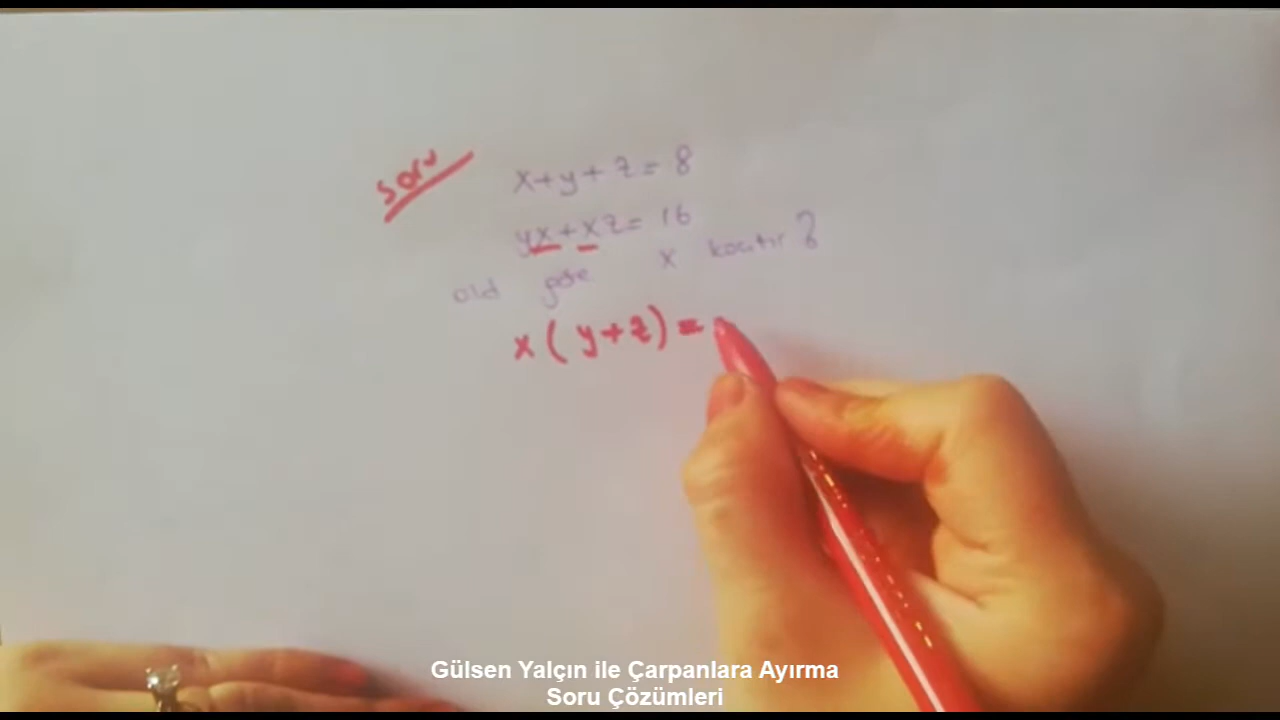 Soru
x+y+z=8
yx+xz=16
old göre x kaçtır?
x(y+z)=
Gülsen Yalçın ile Çarpanlara Ayırma
Soru Çözümleri